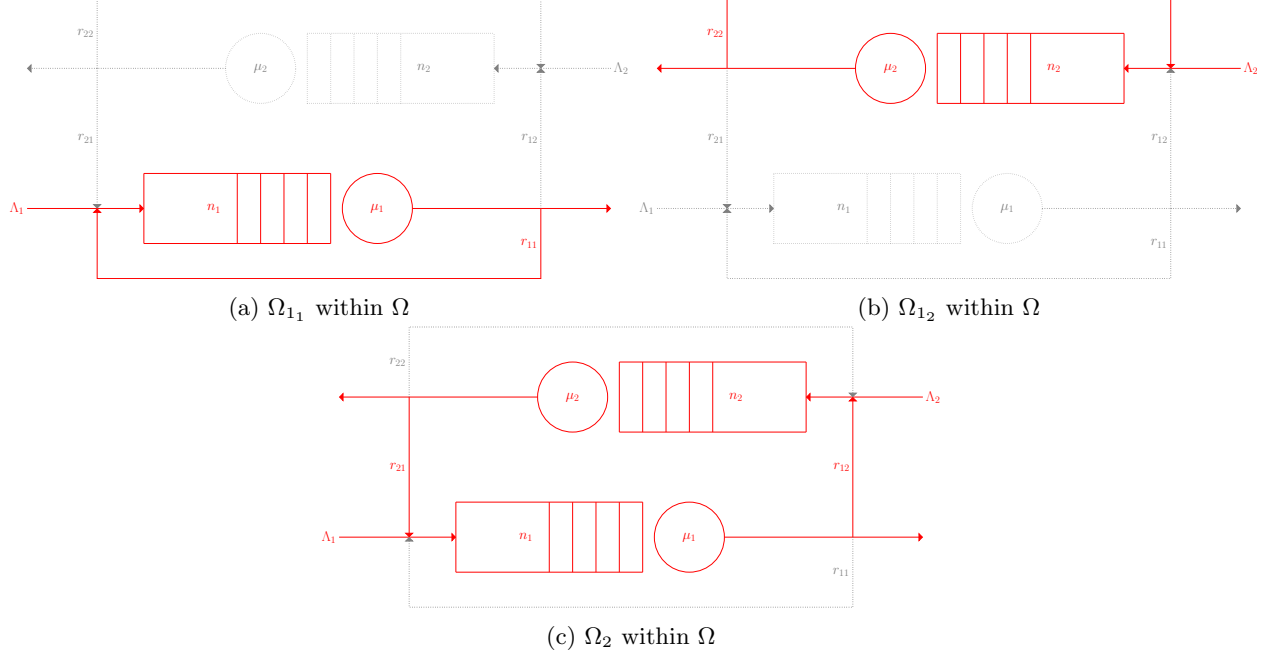 r₂₂
μ₂ n₂ Λ₂
r₂₁ r₁₂
Λ₁ n₁ μ₁
r₁₁
(a) Ω₁₁ within Ω
r₂₂
μ₂ n₂ Λ₂
r₂₁ r₁₂
Λ₁ n₁ μ₁
r₁₁
(b) Ω₁₂ within Ω
r₂₂
μ₂ n₂ Λ₂
r₂₁ r₁₂
Λ₁ n₁ μ₁
r₁₁
(c) Ω₂ within Ω